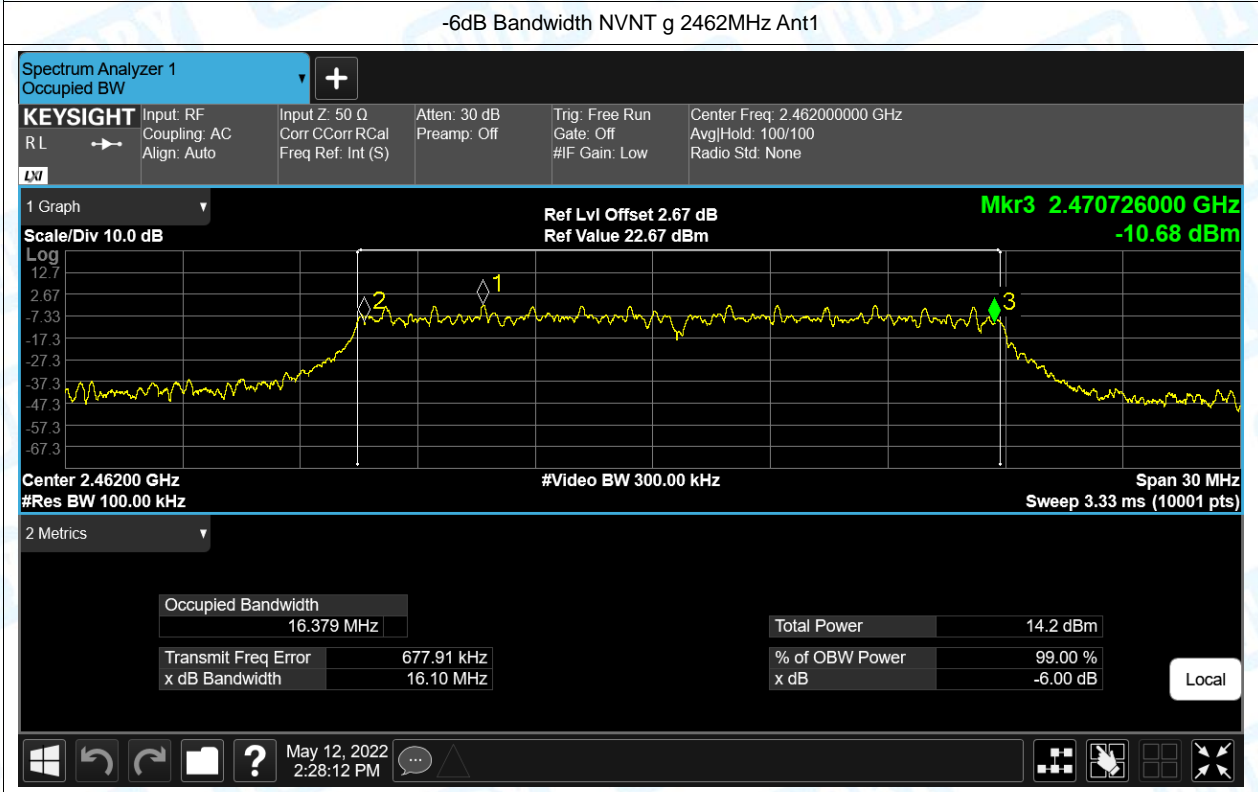 -6dB Bandwidth NVNT g 2462MHz Ant1
Spectrum Analyzer 1
Occupied BW
KEYSIGHT
R L
LXI
Input: RF
Coupling: AC
Align: Auto
Input Z: 50 Ω
Corr CCorr RCal
Freq Ref: Int (S)
Atten: 30 dB
Preamp: Off
Trig: Free Run
Gate: Off
#IF Gain: Low
Center Freq: 2.462000000 GHz
Avg|Hold: 100/100
Radio Std: None
1 Graph
Scale/Div 10.0 dB
Ref Lvl Offset 2.67 dB
Ref Value 22.67 dBm
Mkr3 2.470726000 GHz
-10.68 dBm
Log
12.7
2.67
-7.33
-17.3
-27.3
-37.3
-47.3
-57.3
-67.3
2
1
3
Center 2.46200 GHz
#Video BW 300.00 kHz
Span 30 MHz
#Res BW 100.00 kHz
Sweep 3.33 ms (10001 pts)
2 Metrics
Occupied Bandwidth
16.379 MHz
Transmit Freq Error 677.91 kHz
x dB Bandwidth 16.10 MHz
Total Power 14.2 dBm
% of OBW Power 99.00 %
x dB -6.00 dB
Local
May 12, 2022
2:28:12 PM